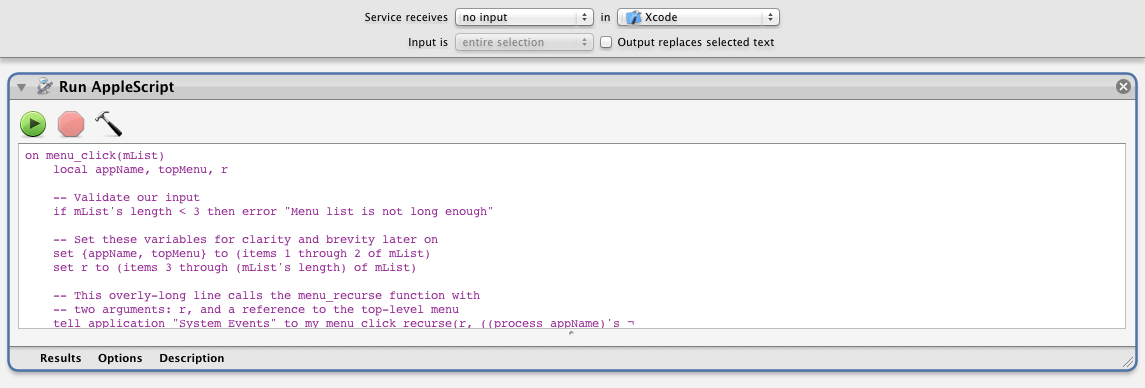 Service receives no input in Xcode
Input is entire selection Output replaces selected text
Run AppleScript
on menu_click(mList)
    local appName, topMenu, r
    -- Validate our input
    if mList's length < 3 then error "Menu list is not long enough"
    -- Set these variables for clarity and brevity later on
    set {appName, topMenu} to (items 1 through 2 of mList)
    set r to (items 3 through (mList's length) of mList)
    -- This overly-long line calls the menu_recurse function with
    -- two arguments: r, and a reference to the top-level menu
    tell application "System Events" to my menu_click_recurse(r, ((process appName)'s ¬
Results Options Description